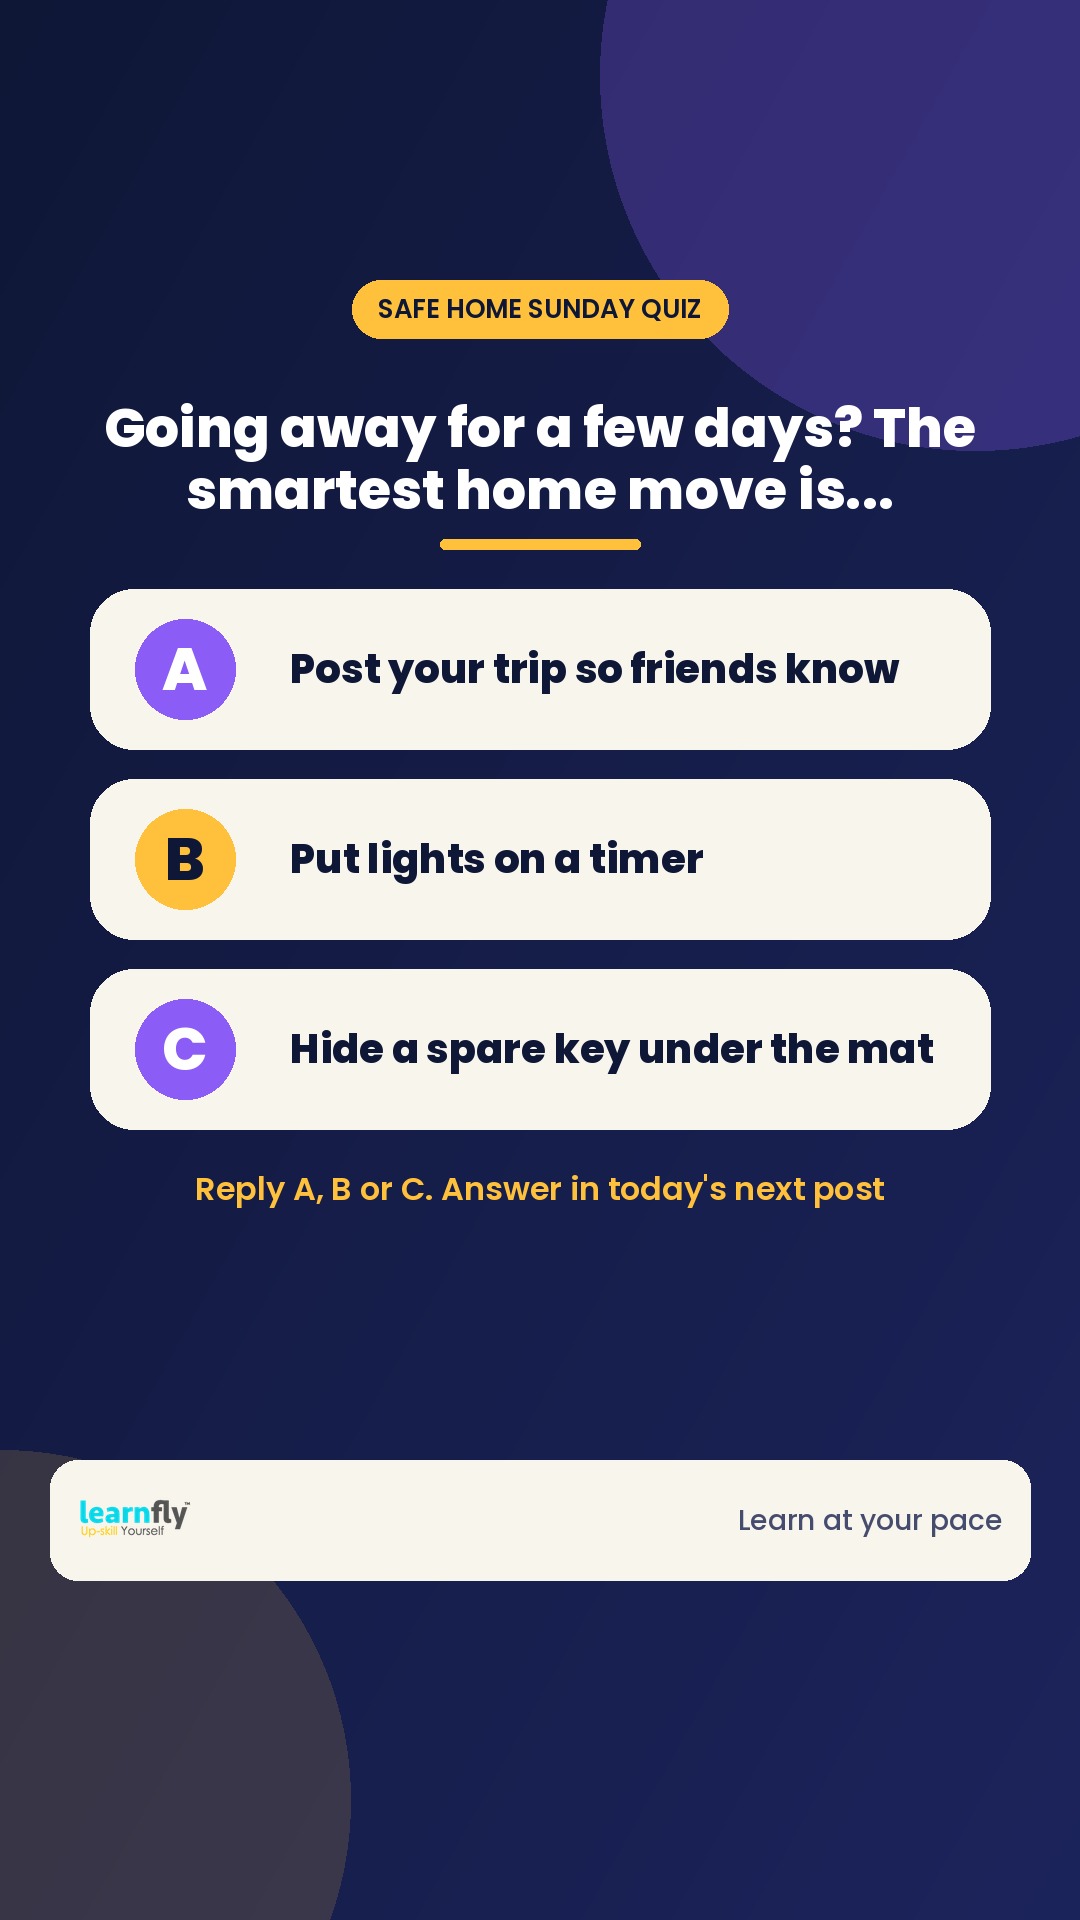 SAFE HOME SUNDAY QUIZ
Going away for a few days? The
smartest home move is...
A
Post your trip so friends know
B
Put lights on a timer
C
Hide a spare key under the mat
Reply A, B or C. Answer in today's next post
learnfly™
Up-skill Yourself
Learn at your pace